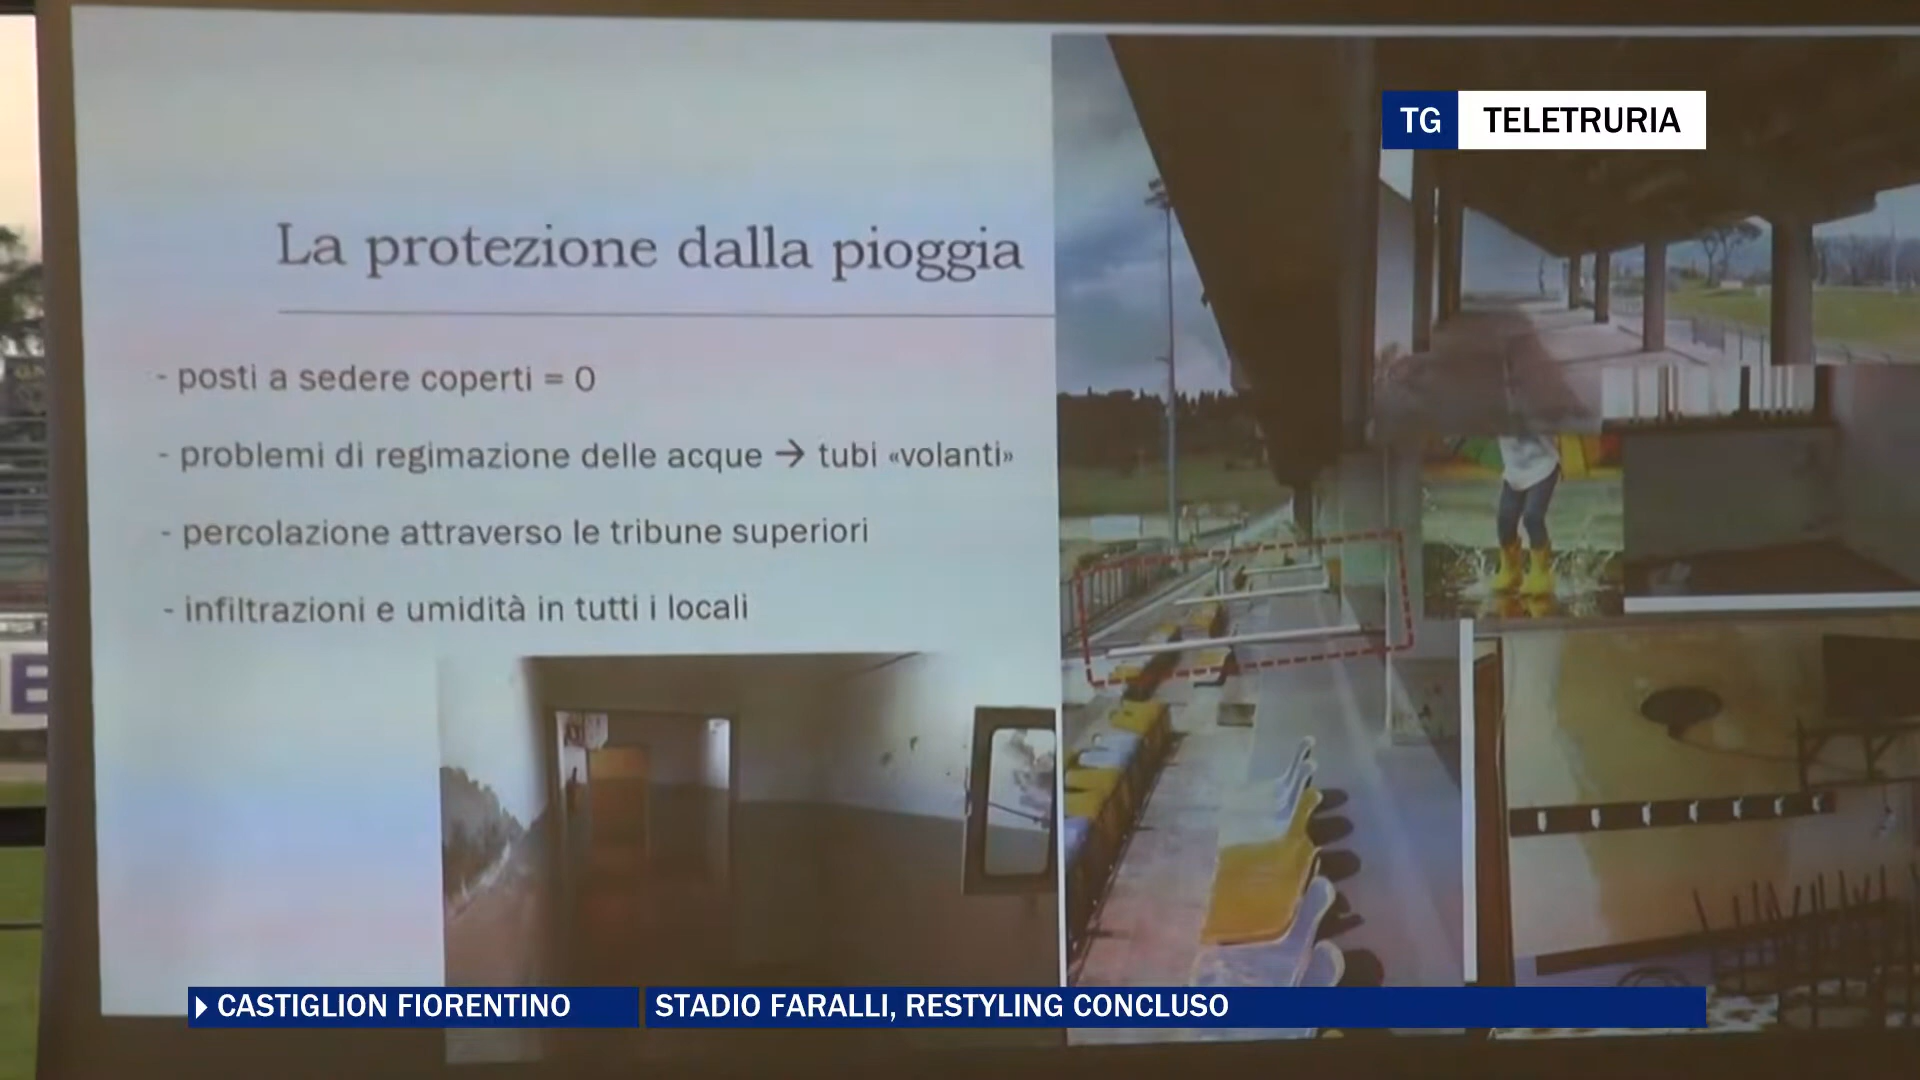 TG TELETRURIA
La protezione dalla pioggia
- posti a sedere coperti = 0
- problemi di regimazione delle acque → tubi «volanti»
- percolazione attraverso le tribune superiori
- infiltrazioni e umidità in tutti i locali
CASTIGLION FIORENTINO
STADIO FARALLI, RESTYLING CONCLUSO